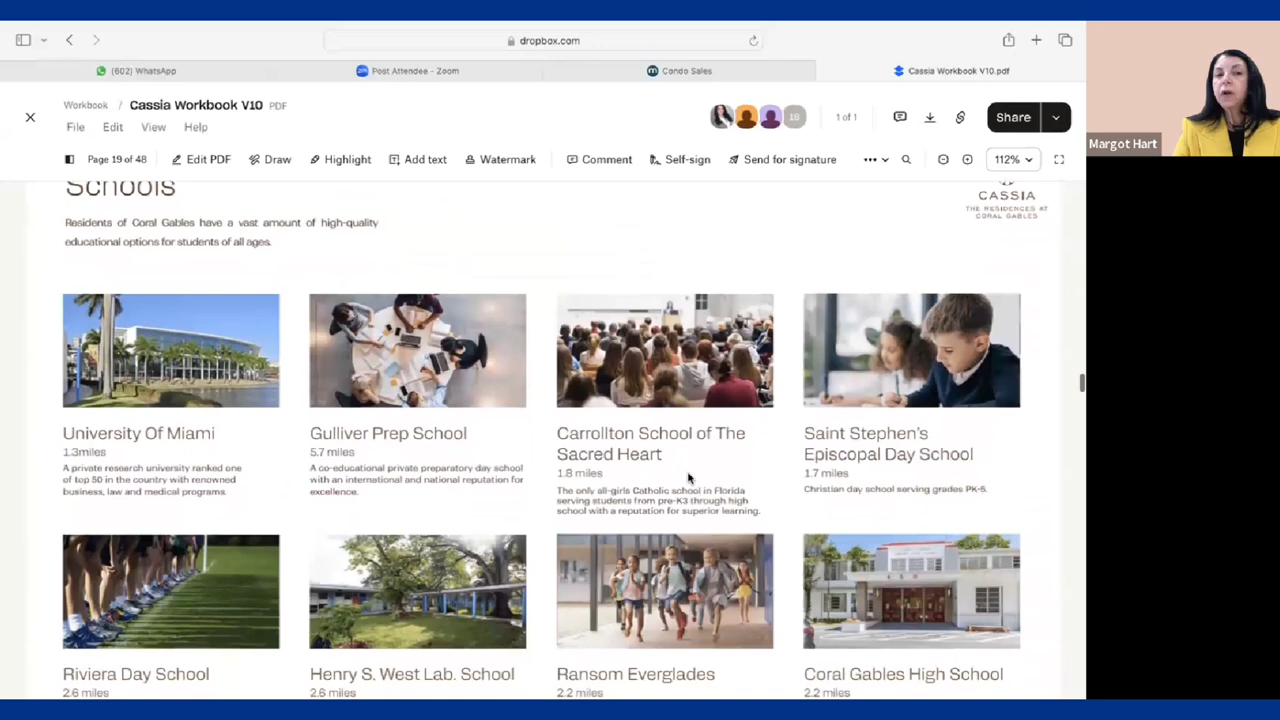 dropbox.com
(602) WhatsApp
Post Attendee - Zoom
Condo Sales
Cassia Workbook V10.pdf
Workbook / Cassia Workbook V10 PDF
18
1 of 1
Share
File Edit View Help
Page 19 of 48
Edit PDF
Draw
Highlight
Add text
Watermark
Comment
Self-sign
Send for signature
112%
Margot Hart
Schools
Residents of Coral Gables have a vast amount of high-quality
educational options for students of all ages.
CASSIA
THE RESIDENCES AT
CORAL GABLES
University Of Miami
1.3miles
A private research university ranked one
of top 50 in the country with renowned
business, law and medical programs.
Gulliver Prep School
5.7 miles
A co-educational private preparatory day school
with an international and national reputation for
excellence.
Carrollton School of The
Sacred Heart
1.8 miles
The only all-girls Catholic school in Florida
serving students from pre-K3 through high
school with a reputation for superior learning.
Saint Stephen's
Episcopal Day School
1.7 miles
Christian day school serving grades PK-5.
Riviera Day School
2.6 miles
Henry S. West Lab. School
2.6 miles
Ransom Everglades
2.2 miles
Coral Gables High School
2.2 miles